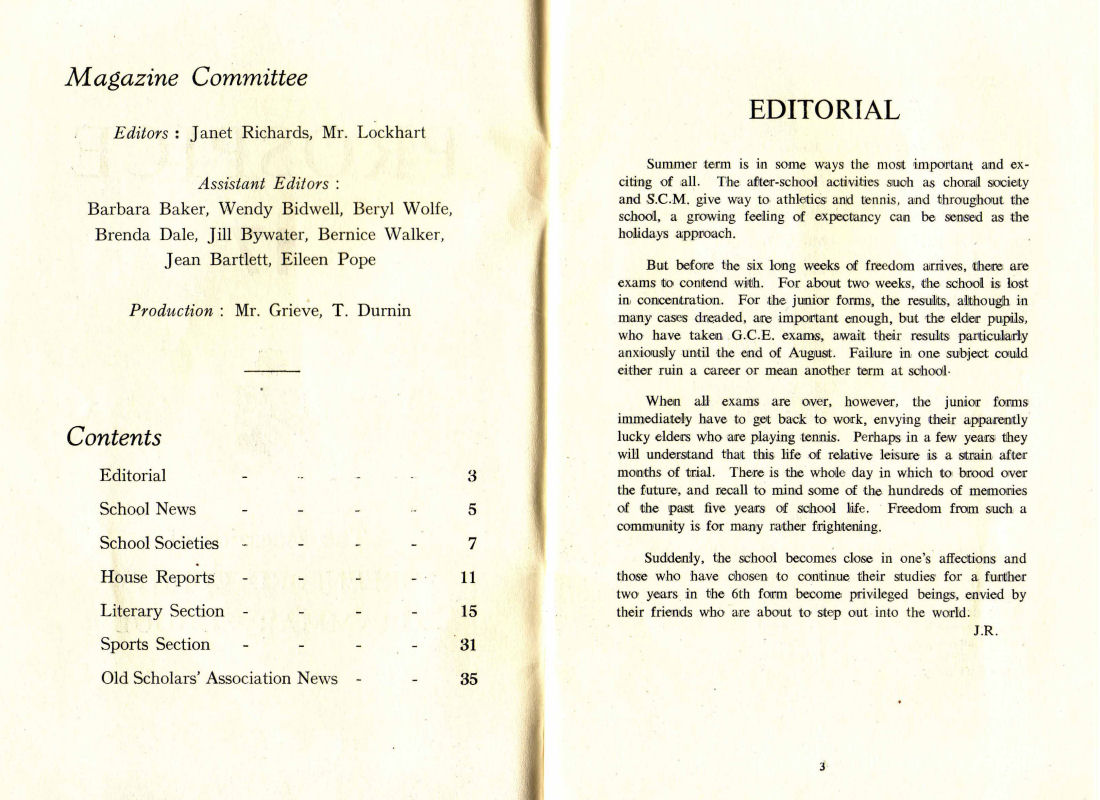 Magazine Committee
Editors : Janet Richards, Mr. Lockhart
Assistant Editors :
Barbara Baker, Wendy Bidwell, Beryl Wolfe,
Brenda Dale, Jill Bywater, Bernice Walker,
Jean Bartlett, Eileen Pope
Production : Mr. Grieve, T. Durnin
Contents
Editorial - - - - 3
School News - - - - 5
School Societies - - - - 7
House Reports - - - - 11
Literary Section - - - - 15
Sports Section - - - - 31
Old Scholars' Association News - - 35
EDITORIAL
Summer term is in some ways the most important and ex-
citing of all. The after-school activities such as choral society
and S.C.M. give way to athletics and tennis, and throughout the
school, a growing feeling of expectancy can be sensed as the
holidays approach.
But before the six long weeks of freedom arrives, there are
exams to contend with. For about two weeks, the school is lost
in concentration. For the junior forms, the results, although in
many cases dreaded, are important enough, but the elder pupils,
who have taken G.C.E. exams, await their results particularly
anxiously until the end of August. Failure in one subject could
either ruin a career or mean another term at school.
When all exams are over, however, the junior forms
immediately have to get back to work, envying their apparently
lucky elders who are playing tennis. Perhaps in a few years they
will understand that this life of relative leisure is a strain after
months of trial. There is the whole day in which to brood over
the future, and recall to mind some of the hundreds of memories
of the past five years of school life. Freedom from such a
community is for many rather frightening.
Suddenly, the school becomes close in one's affections and
those who have chosen to continue their studies for a further
two years in the 6th form become privileged beings, envied by
their friends who are about to step out into the world.
J.R.
3